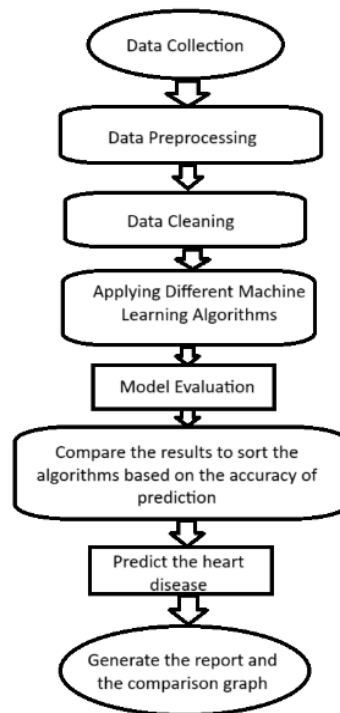 Data Collection
Data Preprocessing
Data Cleaning
Applying Different Machine
Learning Algorithms
Model Evaluation
Compare the results to sort the
algorithms based on the accuracy of
prediction
Predict the heart
disease
Generate the report and
the comparison graph